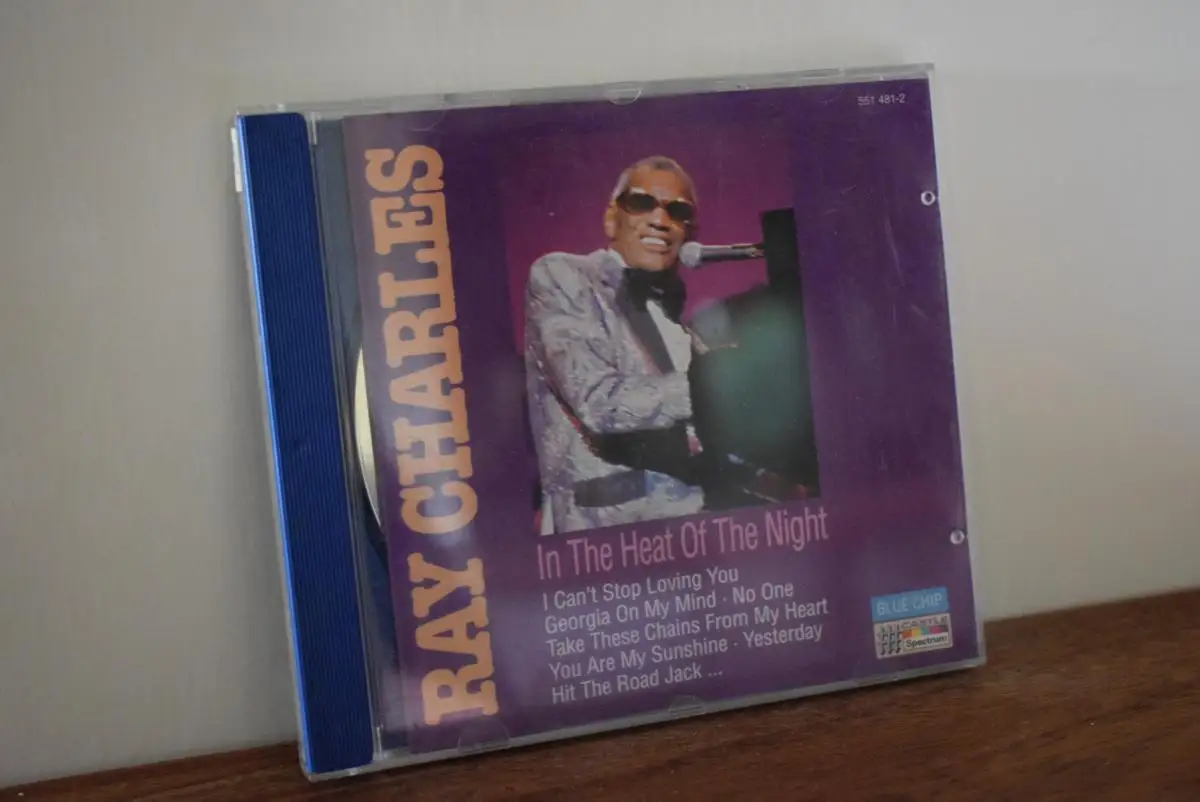 551 481-2
RAY CHARLES
In The Heat Of The Night
I Can't Stop Loving You
Georgia On My Mind · No One
Take These Chains From My Heart
You Are My Sunshine · Yesterday
Hit The Road Jack ...
BLUE CHIP
CASTLE
Spectrum